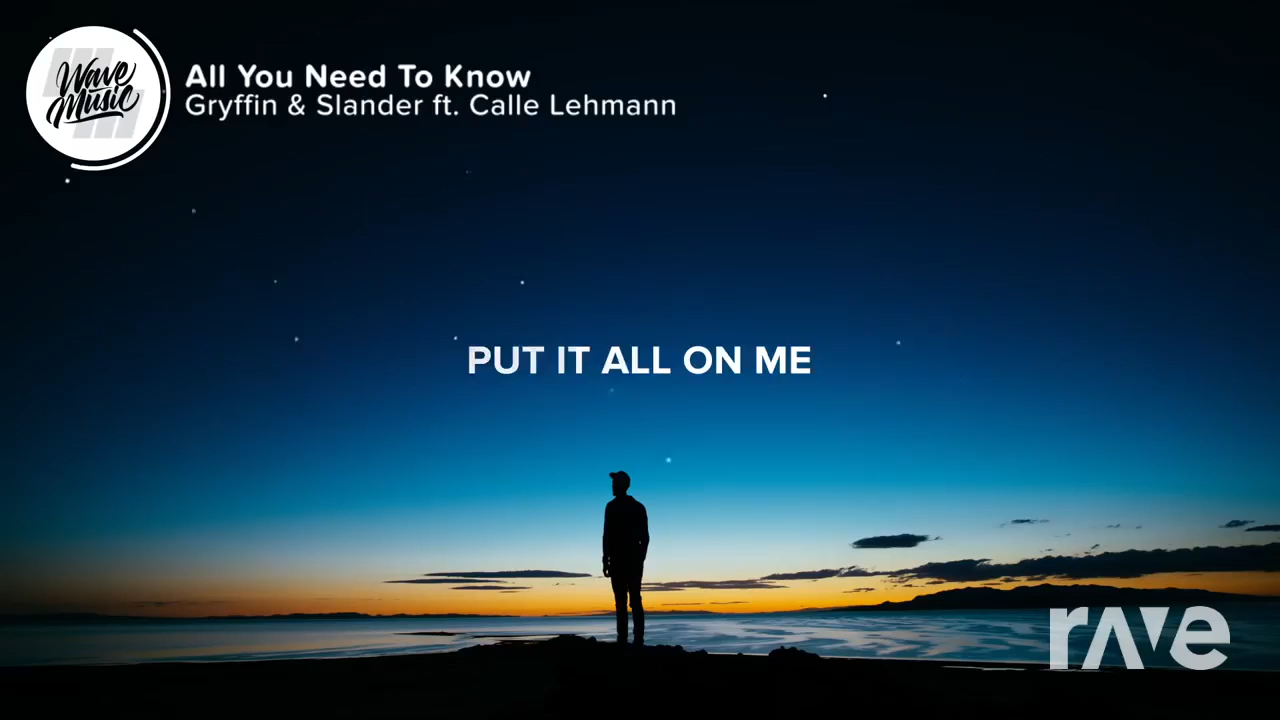 Wave
Music
All You Need To Know
Gryffin & Slander ft. Calle Lehmann
PUT IT ALL ON ME
rave